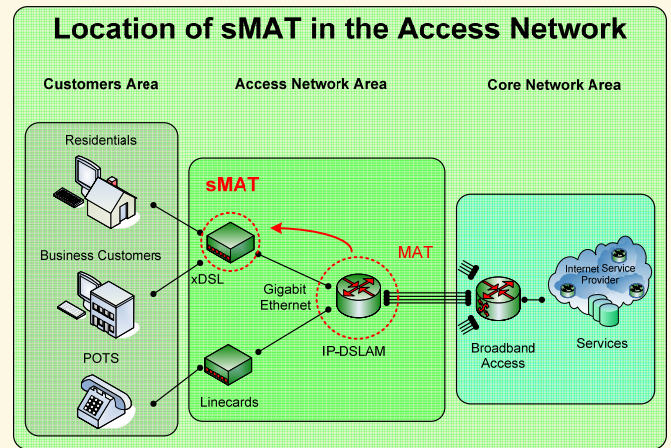 Location of sMAT in the Access Network
Customers Area
Access Network Area
Core Network Area
Residentials
Business Customers
POTS
sMAT
MAT
xDSL
Gigabit
Ethernet
IP-DSLAM
Linecards
Internet Service
Provider
Broadband
Access
Services